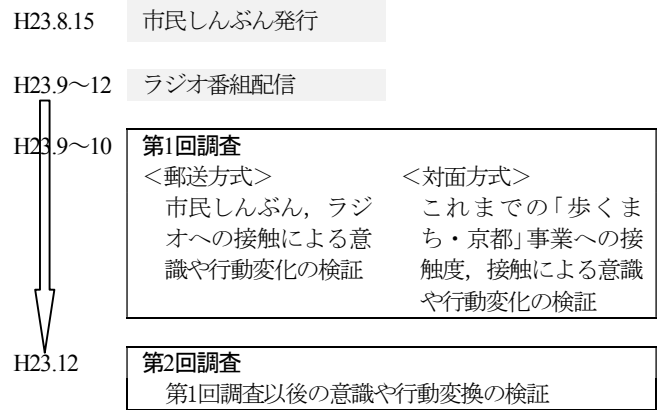 H23.8.15 市民しんぶん発行
H23.9～12 ラジオ番組配信
H23.9～10 第1回調査
＜郵送方式＞
市民しんぶん，ラジ
オへの接触による意
識や行動変化の検証
＜対面方式＞
これまでの「歩くま
ち・京都」事業への接
触度，接触による意識
や行動変化の検証
H23.12 第2回調査
第1回調査以後の意識や行動変換の検証